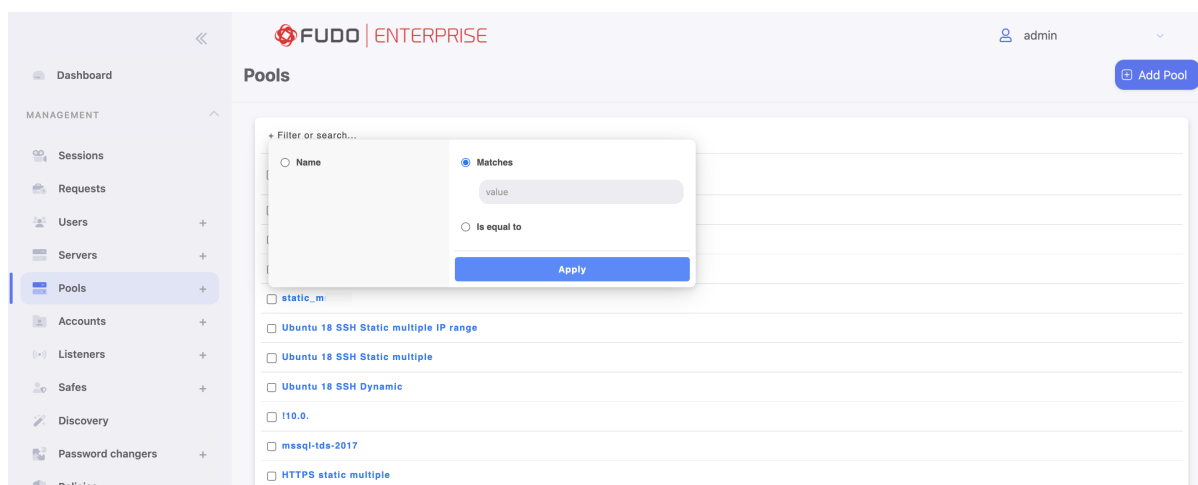 FUDO ENTERPRISE
admin
Dashboard
Pools
Add Pool
MANAGEMENT
+ Filter or search...
Sessions
Name
Matches
Requests
value
Users +
Is equal to
Servers +
Apply
Pools +
static_m
Accounts +
Ubuntu 18 SSH Static multiple IP range
Listeners +
Ubuntu 18 SSH Static multiple
Safes +
Ubuntu 18 SSH Dynamic
Discovery
!10.0.
Password changers +
mssql-tds-2017
HTTPS static multiple